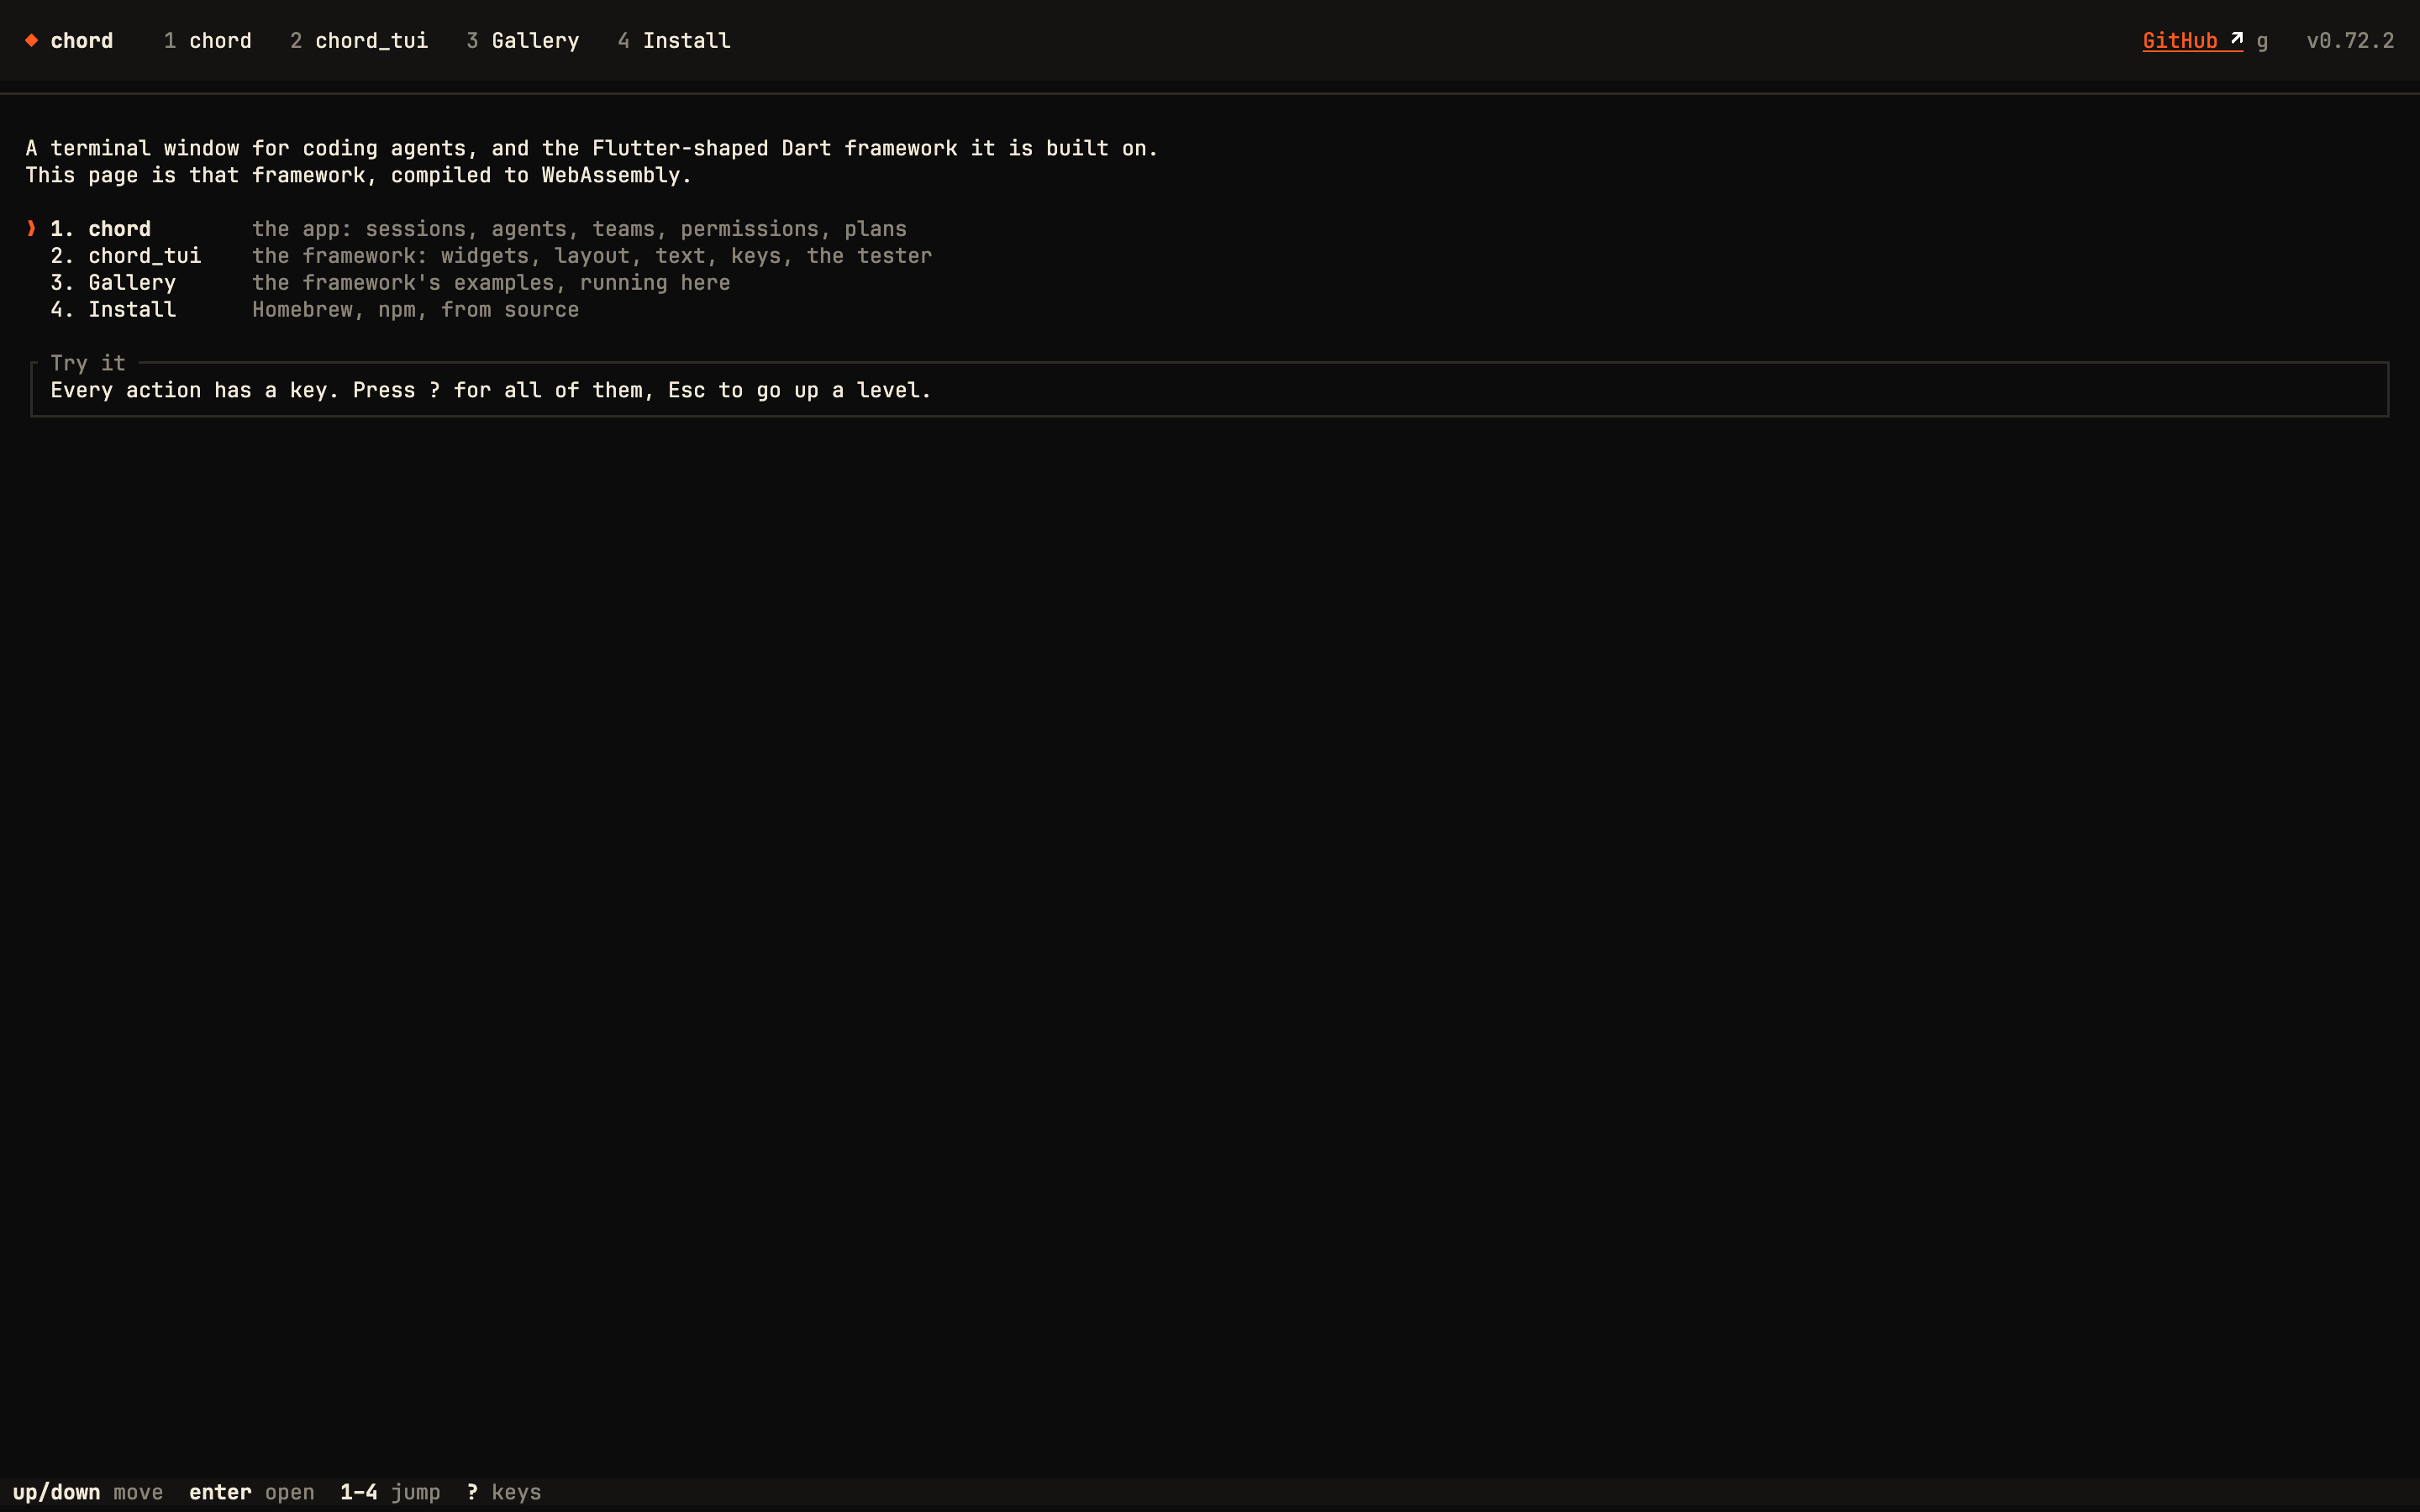 ◆ chord 1 chord 2 chord_tui 3 Gallery 4 Install GitHub ↗ g v0.72.2
A terminal window for coding agents, and the Flutter-shaped Dart framework it is built on.
This page is that framework, compiled to WebAssembly.
❯ 1. chord the app: sessions, agents, teams, permissions, plans
2. chord_tui the framework: widgets, layout, text, keys, the tester
3. Gallery the framework's examples, running here
4. Install Homebrew, npm, from source
Try it
Every action has a key. Press ? for all of them, Esc to go up a level.
up/down move enter open 1-4 jump ? keys